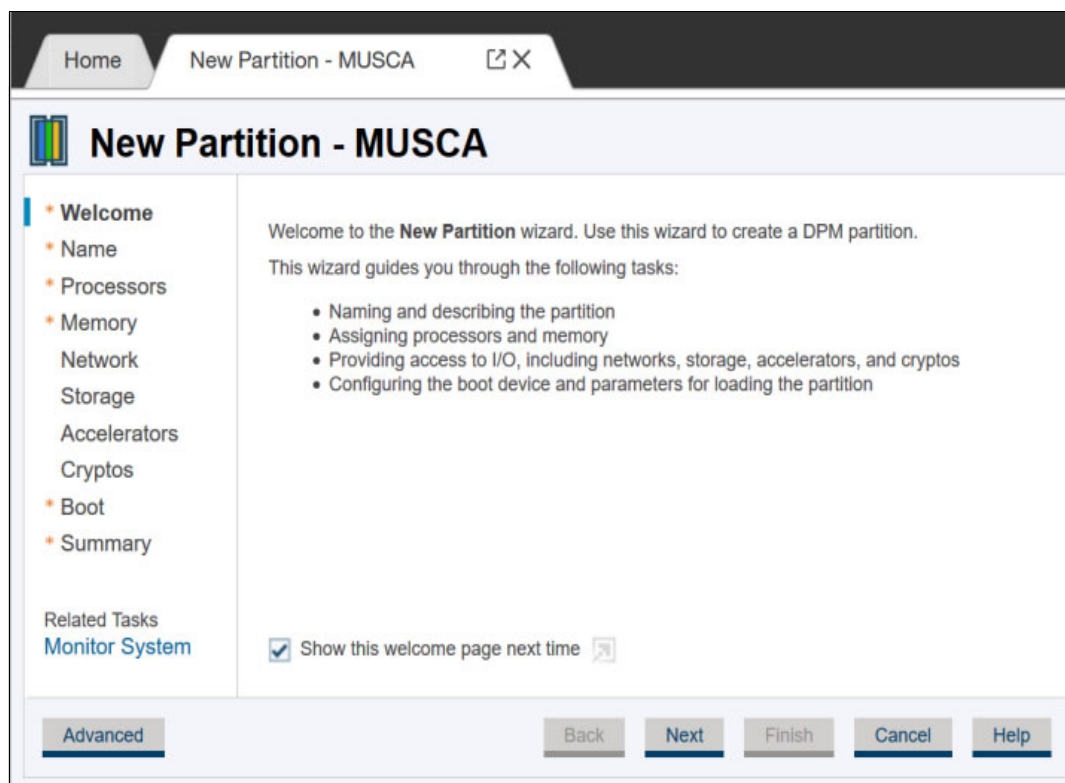 Home
New Partition - MUSCA
New Partition - MUSCA
* Welcome
* Name
* Processors
* Memory
Network
Storage
Accelerators
Cryptos
* Boot
* Summary
Related Tasks
Monitor System
Welcome to the New Partition wizard. Use this wizard to create a DPM partition.
This wizard guides you through the following tasks:
• Naming and describing the partition
• Assigning processors and memory
• Providing access to I/O, including networks, storage, accelerators, and cryptos
• Configuring the boot device and parameters for loading the partition
Show this welcome page next time
Advanced
Back
Next
Finish
Cancel
Help